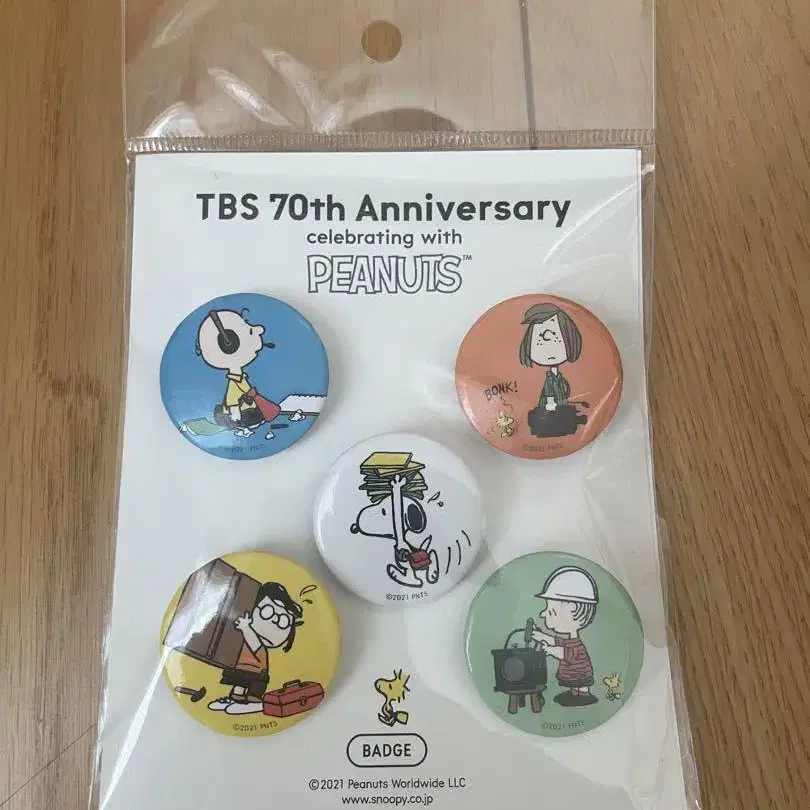 TBS 70th Anniversary
celebrating with
PEANUTS™
BONK!
©2021 PNTS
©2021 PNTS
©2021 PNTS
©2021 PNTS
©2021 PNTS
BADGE
©2021 Peanuts Worldwide LLC
www.snoopy.co.jp